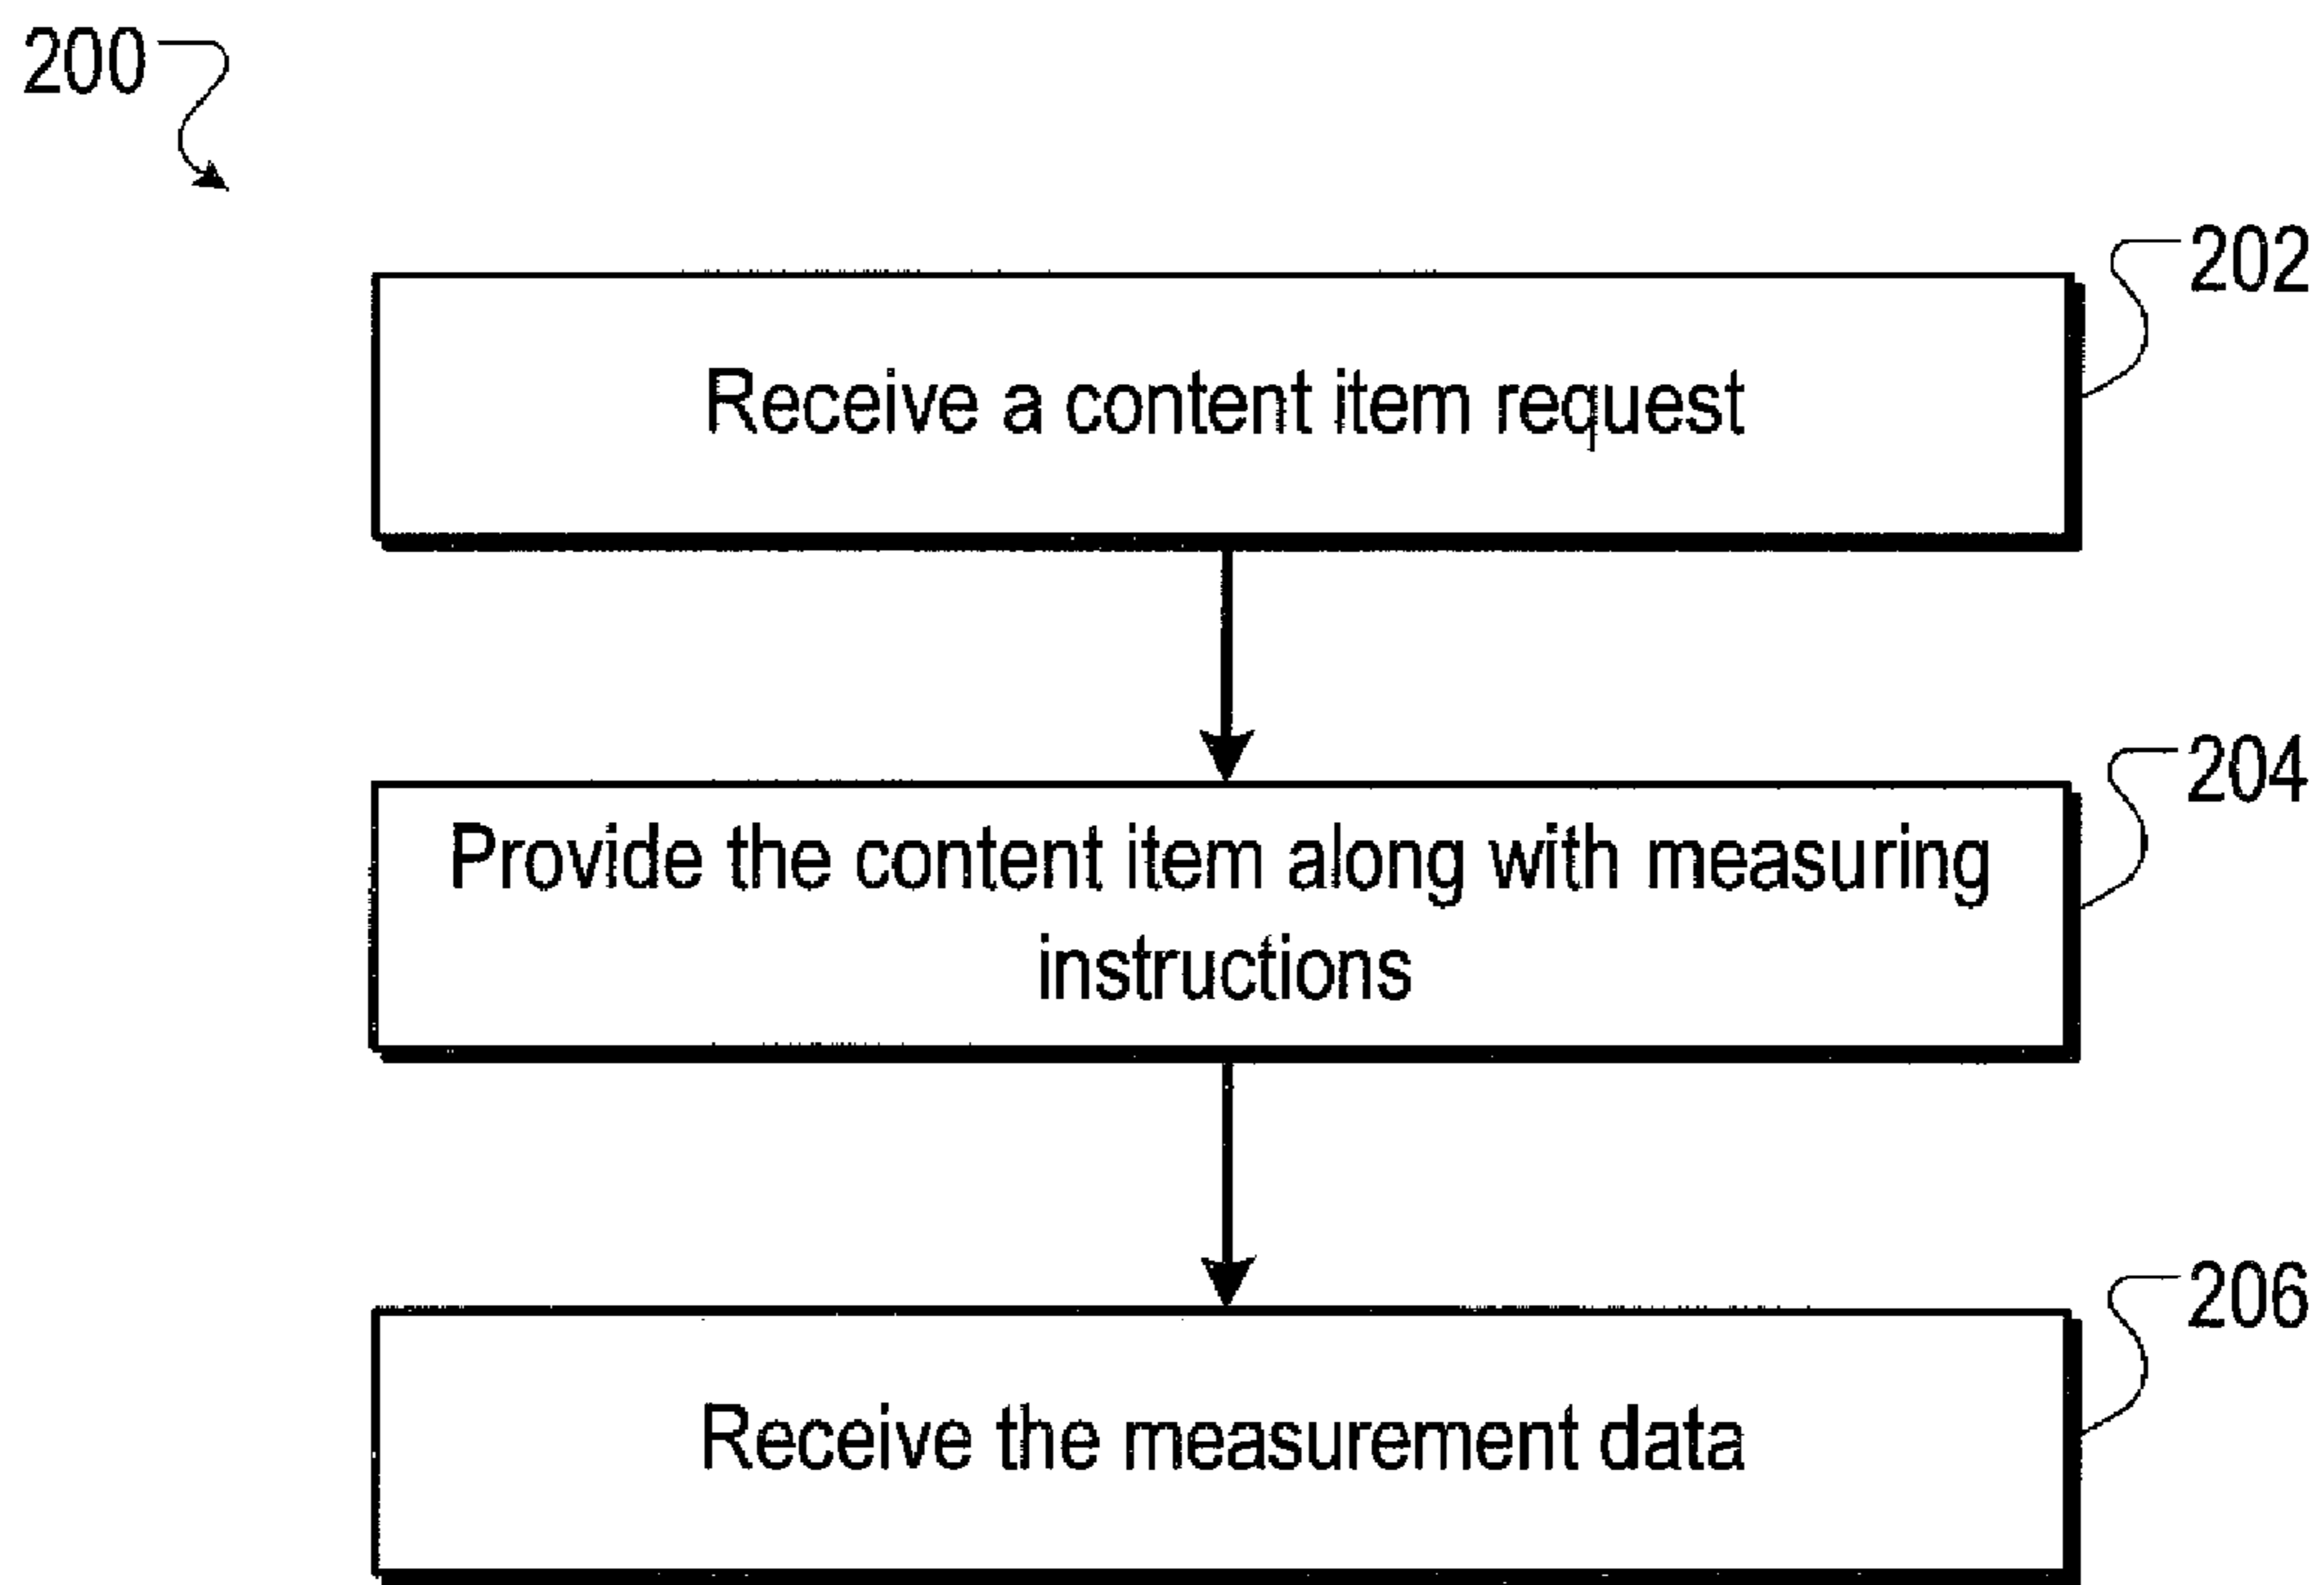 200
202
Receive a content item request
204
Provide the content item along with measuring
instructions
206
Receive the measurement data